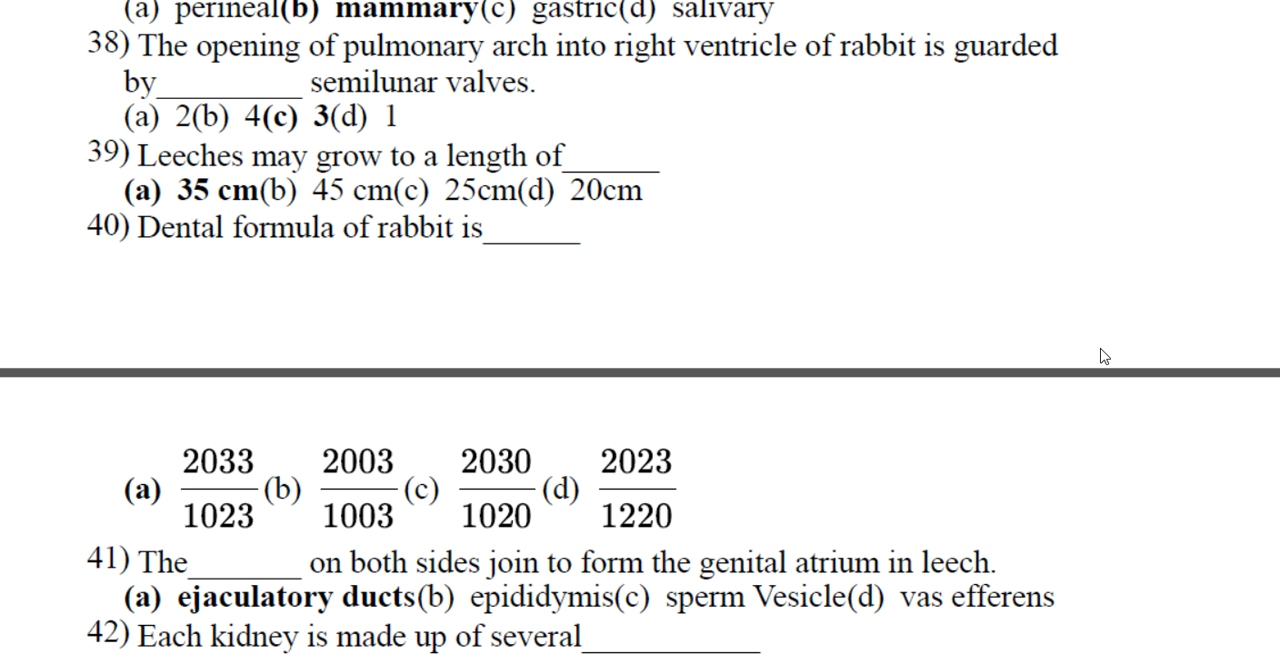 (a) perineal(b) mammary(c) gastric(d) salivary
38) The opening of pulmonary arch into right ventricle of rabbit is guarded
by_________ semilunar valves.
(a) 2(b) 4(c) 3(d) 1
39) Leeches may grow to a length of______
(a) 35 cm(b) 45 cm(c) 25cm(d) 20cm
40) Dental formula of rabbit is______
(a) 2033/1023 (b) 2003/1003 (c) 2030/1020 (d) 2023/1220
41) The_______ on both sides join to form the genital atrium in leech.
(a) ejaculatory ducts(b) epididymis(c) sperm Vesicle(d) vas efferens
42) Each kidney is made up of several___________